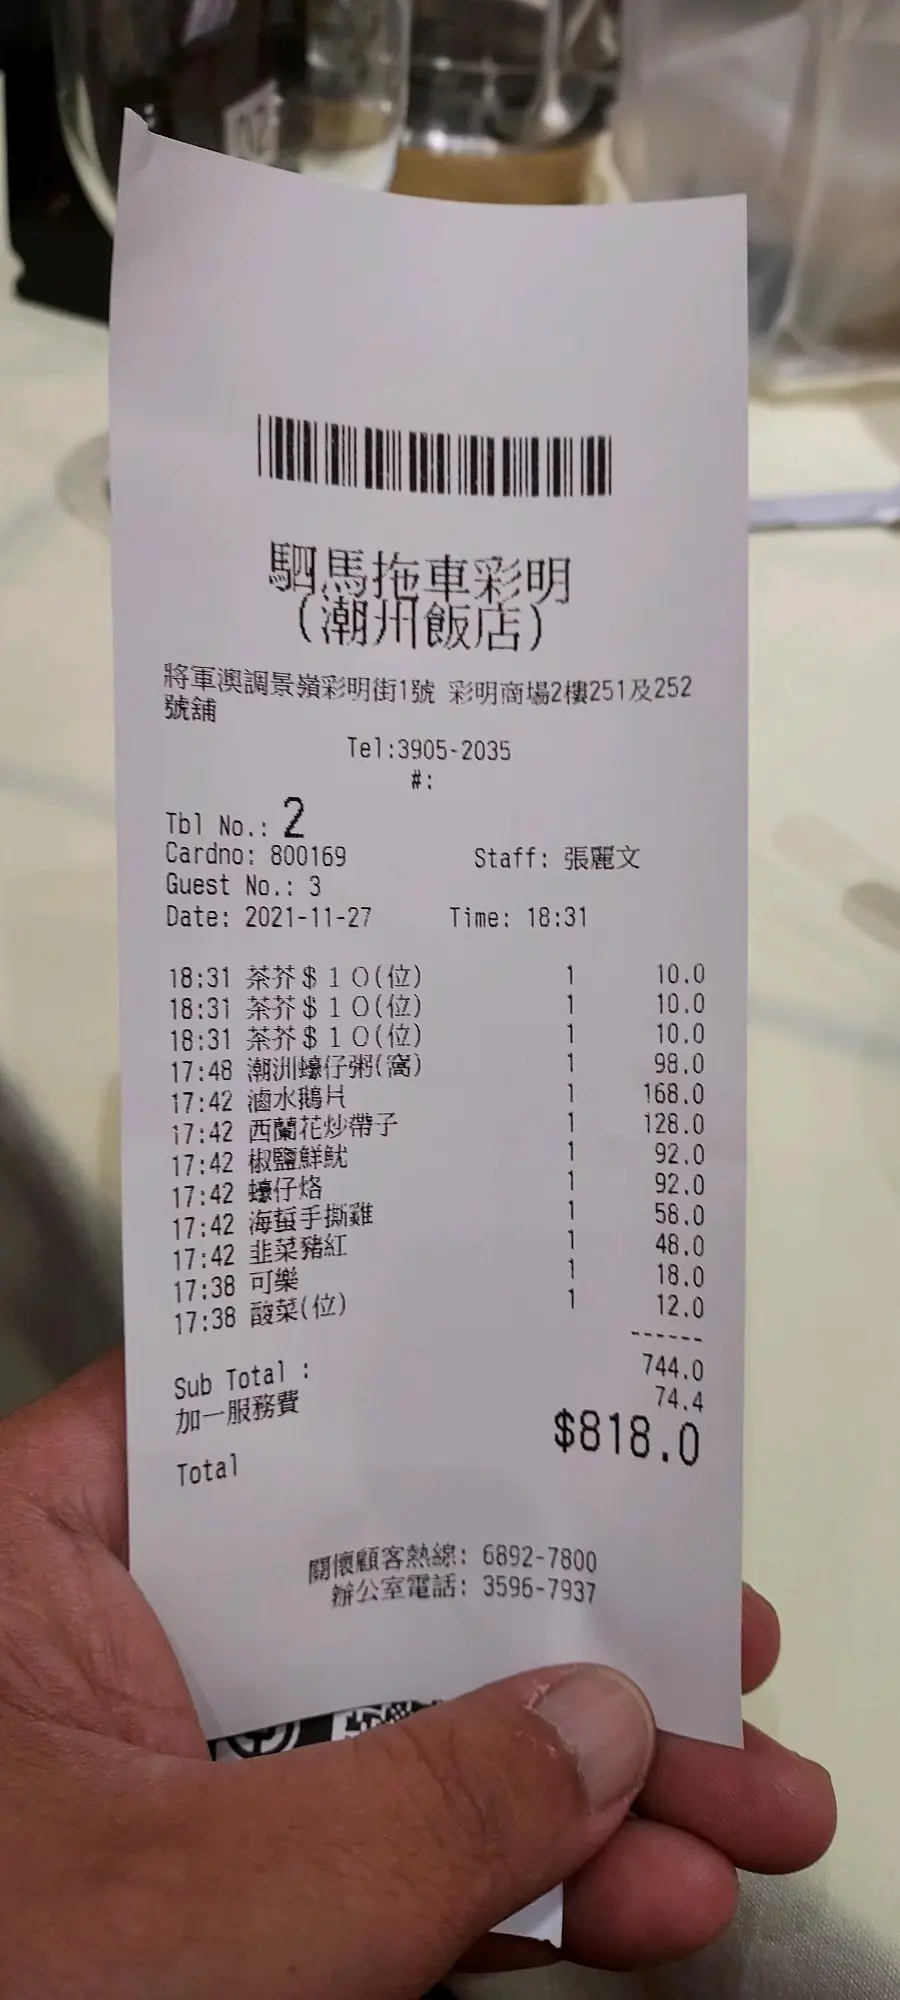 駟馬拖車彩明
(潮州飯店)
將軍澳調景嶺彩明街1號 彩明商場2樓251及252
號舖
Tel:3905-2035
#:
Tbl No.: 2
Cardno: 800169 Staff: 張麗文
Guest No.: 3
Date: 2021-11-27 Time: 18:31
18:31 茶芥$10(位) 1 10.0
18:31 茶芥$10(位) 1 10.0
18:31 茶芥$10(位) 1 10.0
17:48 潮洲蠔仔粥(窩) 1 98.0
17:42 滷水鵝片 1 168.0
17:42 西蘭花炒帶子 1 128.0
17:42 椒鹽鮮魷 1 92.0
17:42 蠔仔烙 1 92.0
17:42 海蜇手撕雞 1 58.0
17:42 韭菜豬紅 1 48.0
17:38 可樂 1 18.0
17:38 酸菜(位) 1 12.0
------
Sub Total : 744.0
加一服務費 74.4
Total $818.0
關懷顧客熱線: 6892-7800
辦公室電話: 3596-7937